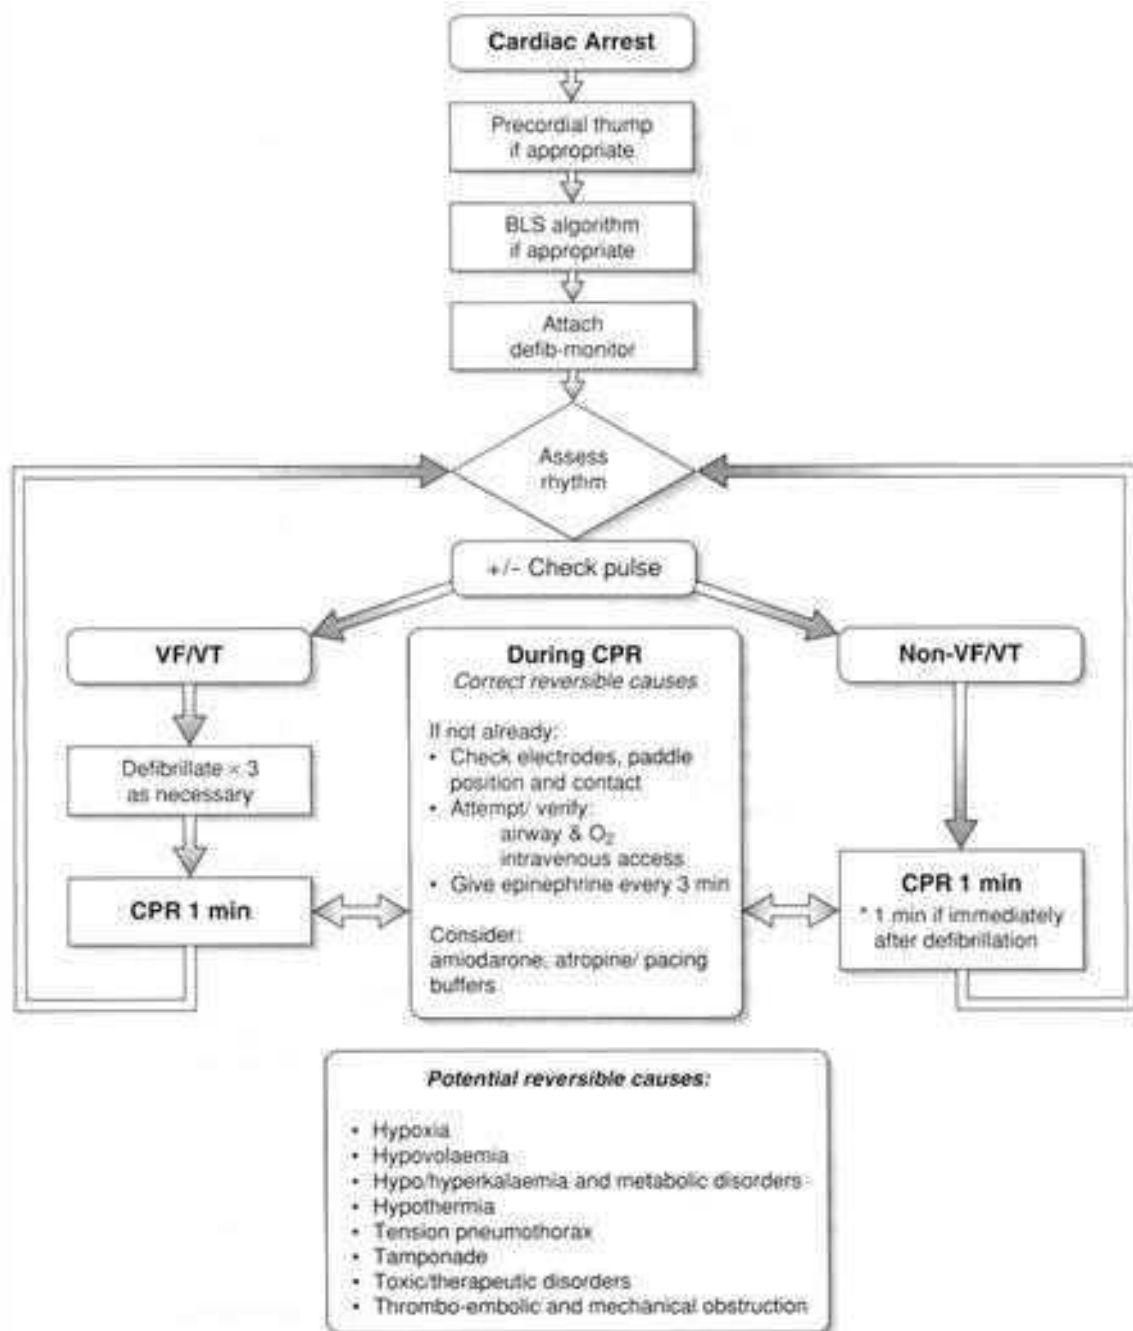 Cardiac Arrest
Precordial thump
if appropriate
BLS algorithm
if appropriate
Attach
defib-monitor
Assess
rhythm
+/- Check pulse
VF/VT
Defibrillate × 3
as necessary
CPR 1 min
During CPR
Correct reversible causes
If not already:
• Check electrodes, paddle
position and contact
• Attempt/ verify:
airway & O₂
intravenous access
• Give epinephrine every 3 min
Consider:
amiodarone, atropine/ pacing
buffers
Non-VF/VT
CPR 1 min
* 1 min if immediately
after defibrillation
Potential reversible causes:
• Hypoxia
• Hypovolaemia
• Hypo/hyperkalaemia and metabolic disorders
• Hypothermia
• Tension pneumothorax
• Tamponade
• Toxic/therapeutic disorders
• Thrombo-embolic and mechanical obstruction